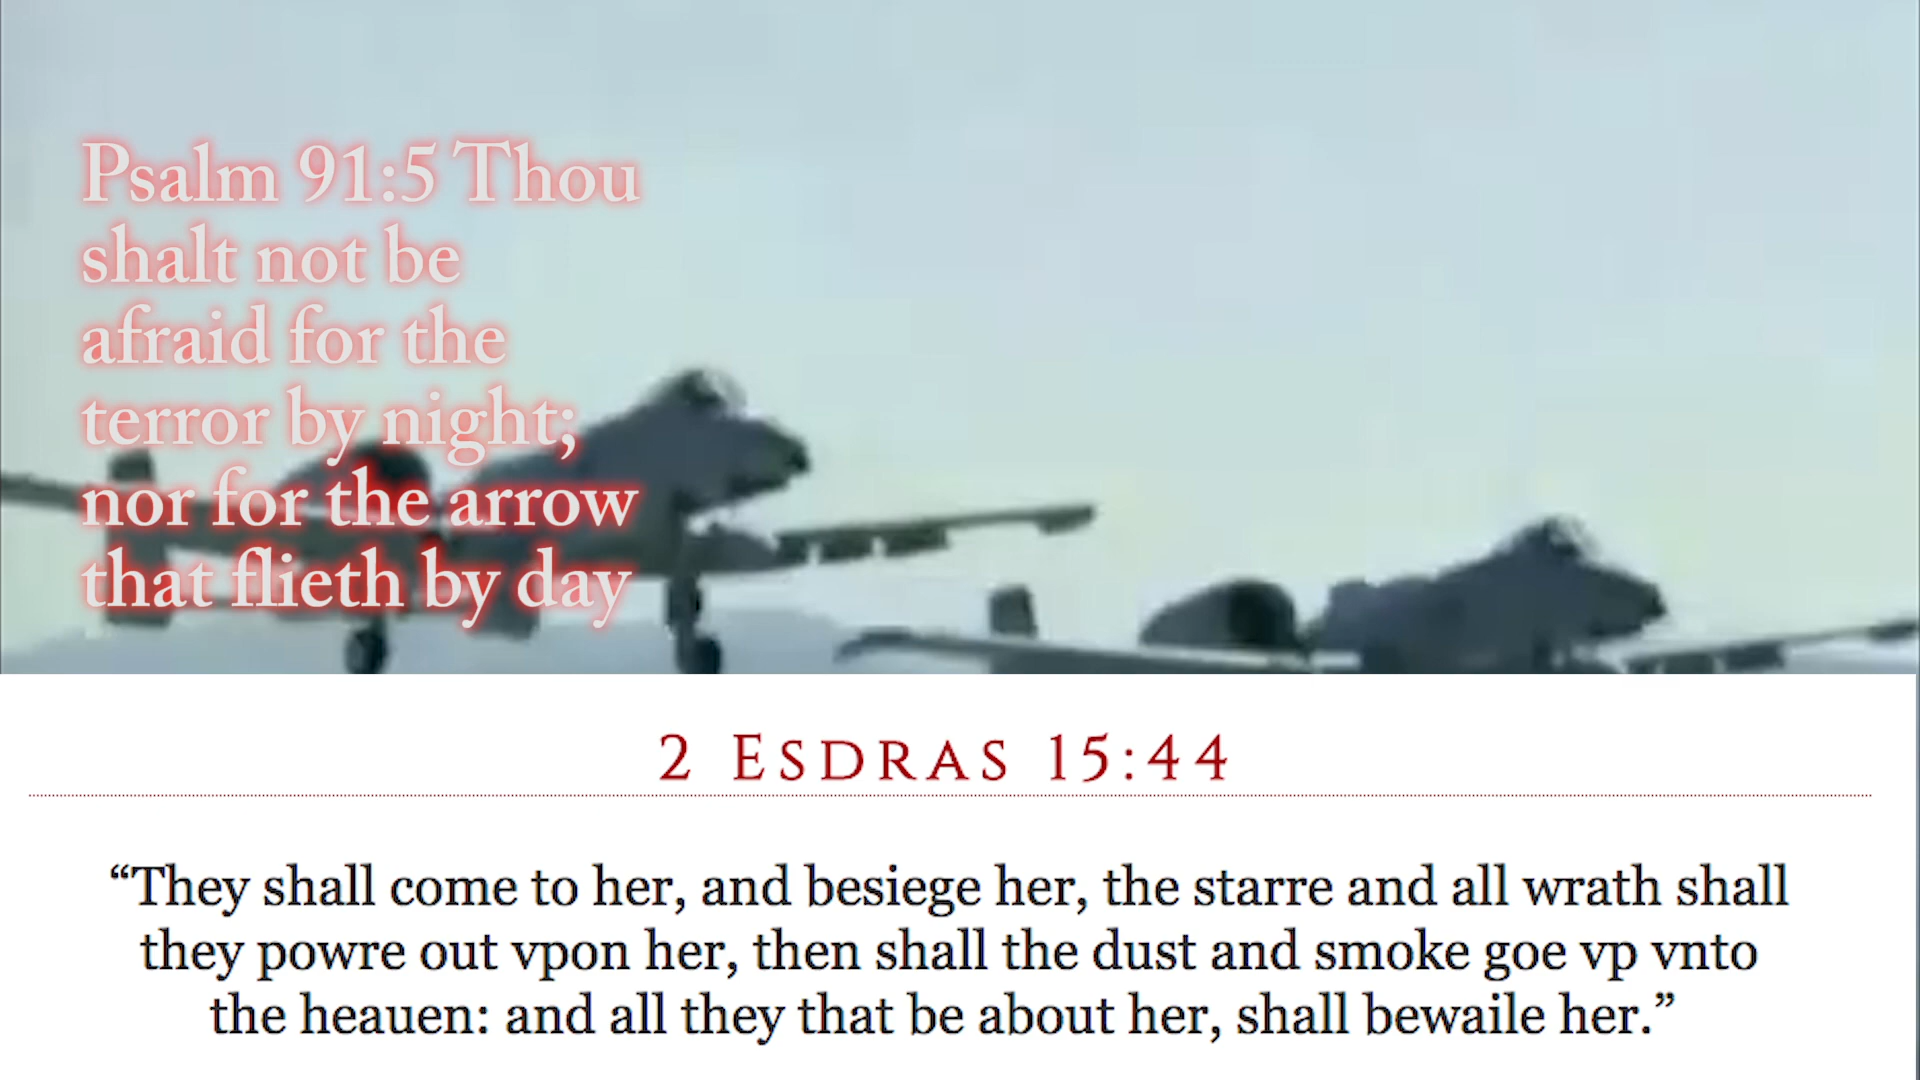 Psalm 91:5 Thou
shalt not be
afraid for the
terror by night;
nor for the arrow
that flieth by day
2 Esdras 15:44
“They shall come to her, and besiege her, the starre and all wrath shall
they powre out vpon her, then shall the dust and smoke goe vp vnto
the heauen: and all they that be about her, shall bewaile her.”